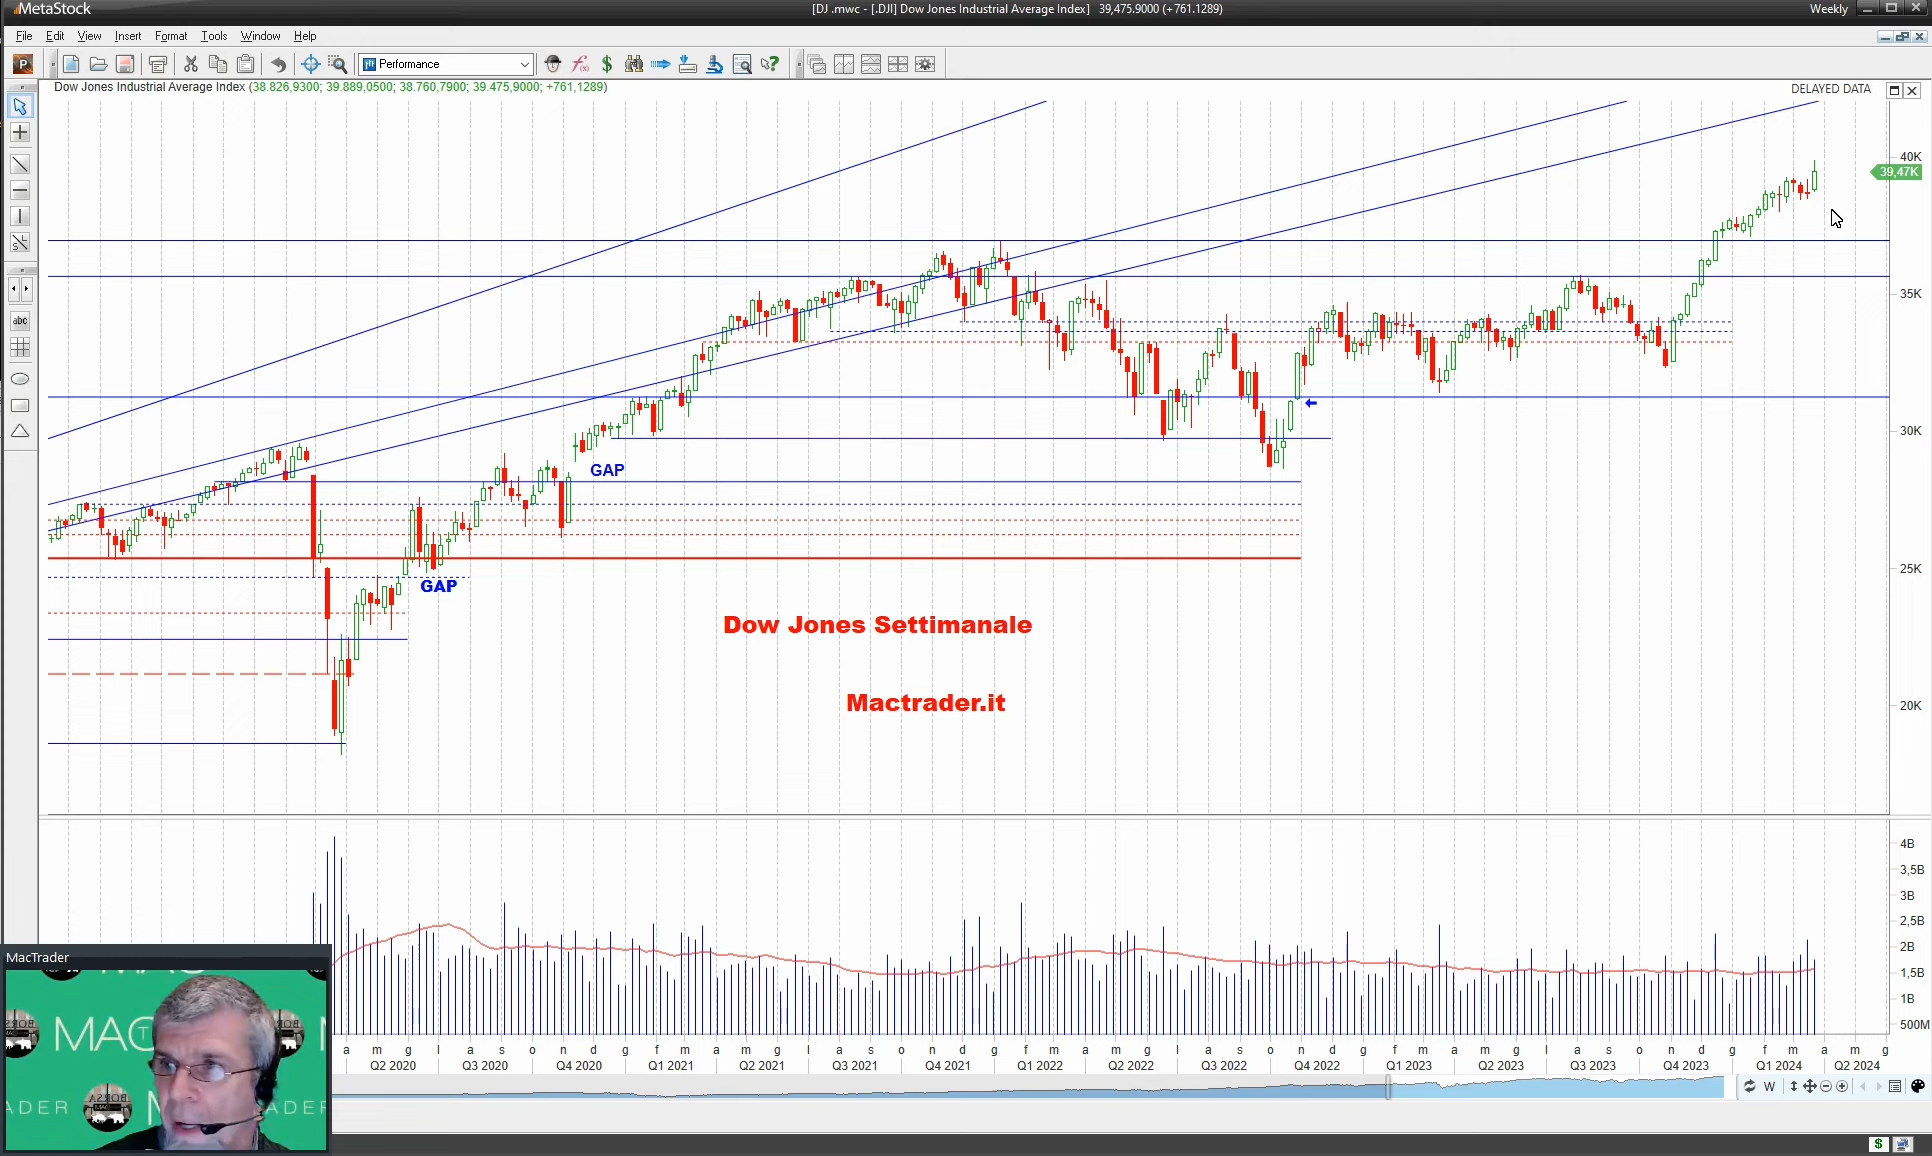 MetaStock
[DJ .mwc - [.DJI] Dow Jones Industrial Average Index] 39,475.9000 (+761.1289)
Weekly
File Edit View Insert Format Tools Window Help
Performance
Dow Jones Industrial Average Index (38.826,9300; 39.889,0500; 38.760,7900; 39.475,9000; +761,1289)
DELAYED DATA
40K
39,47K
35K
30K
25K
20K
abc
GAP
GAP
Dow Jones Settimanale
Mactrader.it
4B
3,5B
3B
2,5B
2B
1,5B
1B
500M
MacTrader
a m g l a s o n d g f m a m g l a s o n d g f m a m g l a s o n d g f m a m g l a s o n d g f m a m g
Q2 2020 Q3 2020 Q4 2020 Q1 2021 Q2 2021 Q3 2021 Q4 2021 Q1 2022 Q2 2022 Q3 2022 Q4 2022 Q1 2023 Q2 2023 Q3 2023 Q4 2023 Q1 2024 Q2 2024
W